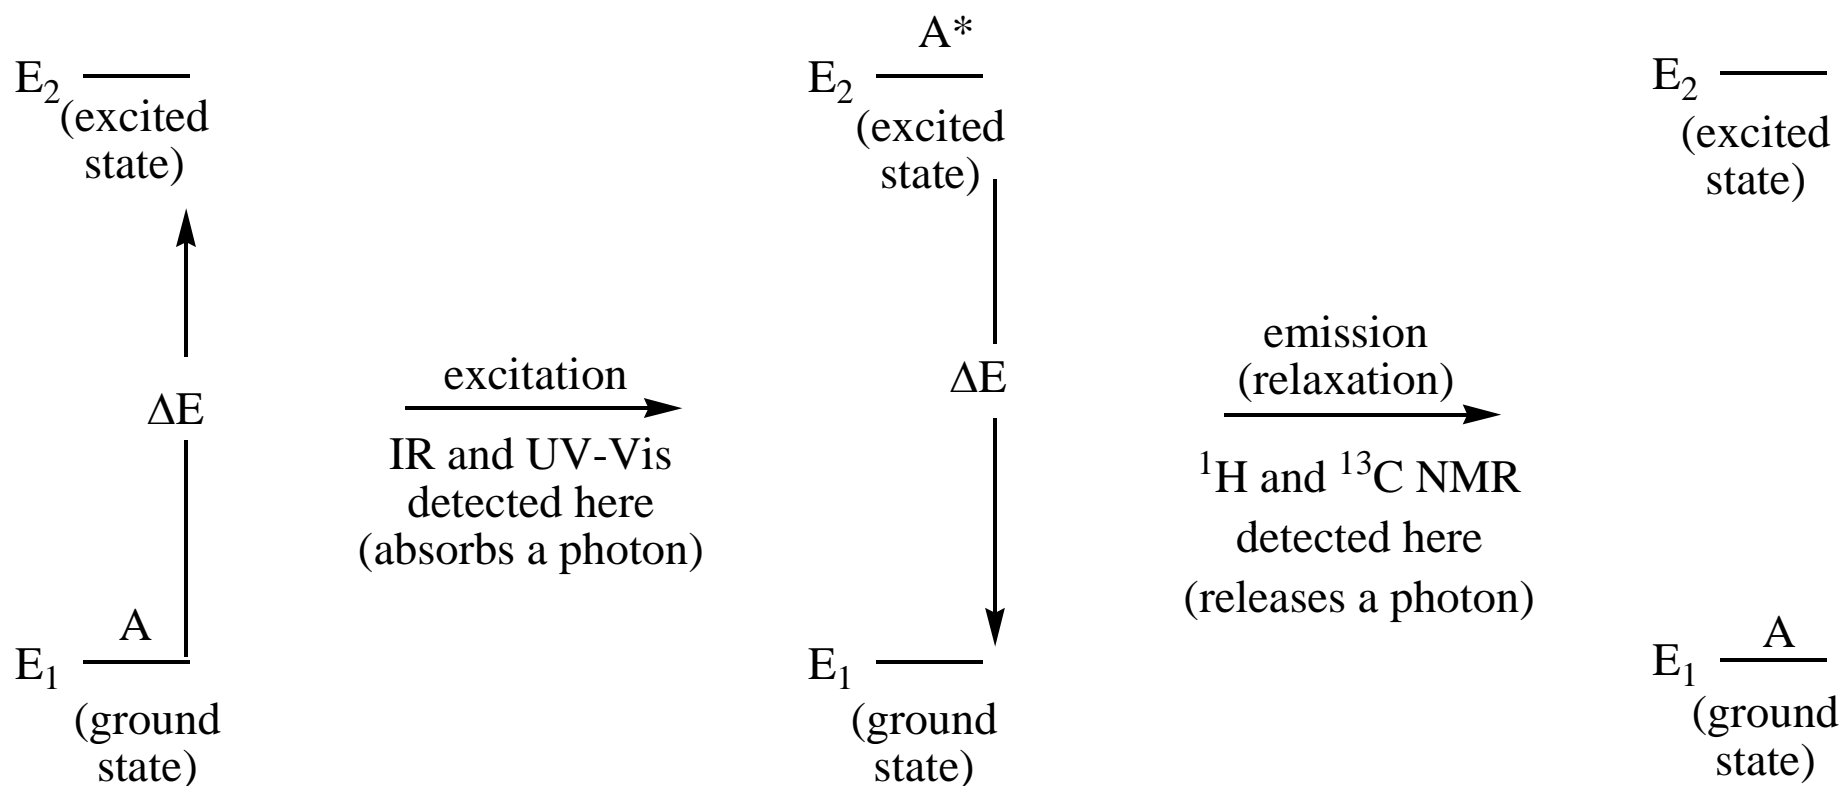 E₂
(excited
state)
ΔE
A
E₁
(ground
state)
excitation
IR and UV-Vis
detected here
(absorbs a photon)
A*
E₂
(excited
state)
ΔE
E₁
(ground
state)
emission
(relaxation)
¹H and ¹³C NMR
detected here
(releases a photon)
E₂
(excited
state)
A
E₁
(ground
state)